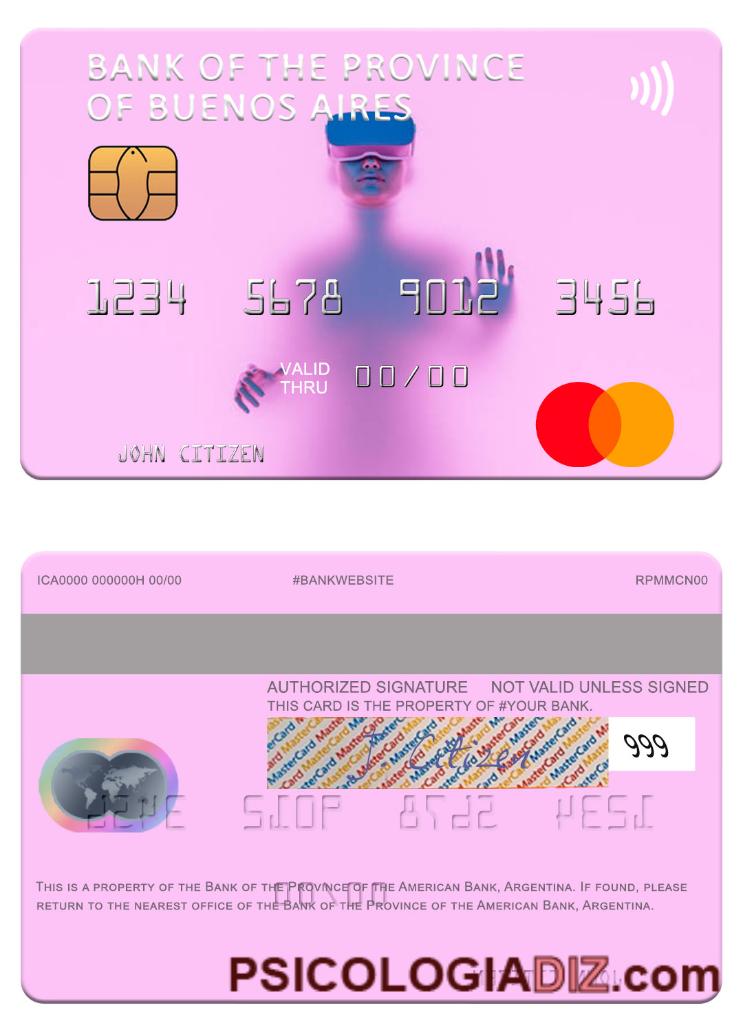 BANK OF THE PROVINCE
OF BUENOS AIRES
1234 5678 9012 3456
VALID
THRU 00/00
JOHN CITIZEN
ICA0000 000000H 00/00 #BANKWEBSITE RPMMCN00
AUTHORIZED SIGNATURE NOT VALID UNLESS SIGNED
THIS CARD IS THE PROPERTY OF #YOUR BANK.
MasterCard MasterCard MasterCard
J. Citizen
999
THIS IS A PROPERTY OF THE BANK OF THE PROVINCE OF THE AMERICAN BANK, ARGENTINA. IF FOUND, PLEASE
RETURN TO THE NEAREST OFFICE OF THE BANK OF THE PROVINCE OF THE AMERICAN BANK, ARGENTINA.
PSICOLOGIADIZ.com